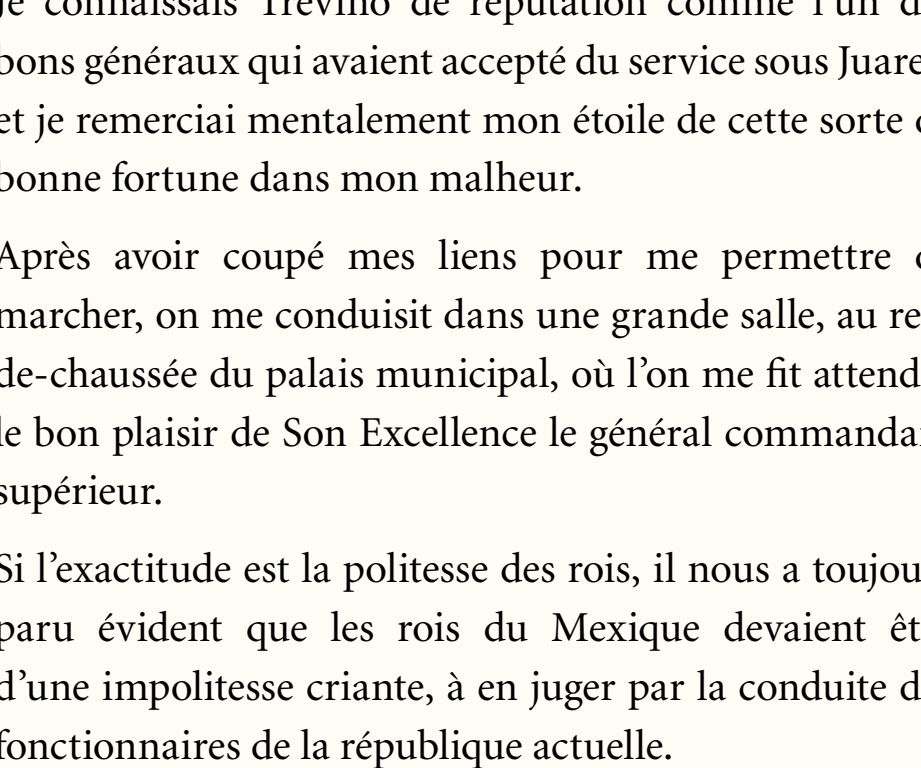 Je connaissais Trevino de réputation comme l'un d
bons généraux qui avaient accepté du service sous Juare
et je remerciai mentalement mon étoile de cette sorte
bonne fortune dans mon malheur.
Après avoir coupé mes liens pour me permettre
marcher, on me conduisit dans une grande salle, au re
de-chaussée du palais municipal, où l'on me fit attend
le bon plaisir de Son Excellence le général commanda
supérieur.
Si l'exactitude est la politesse des rois, il nous a toujou
paru évident que les rois du Mexique devaient êt
d'une impolitesse criante, à en juger par la conduite d
fonctionnaires de la république actuelle.